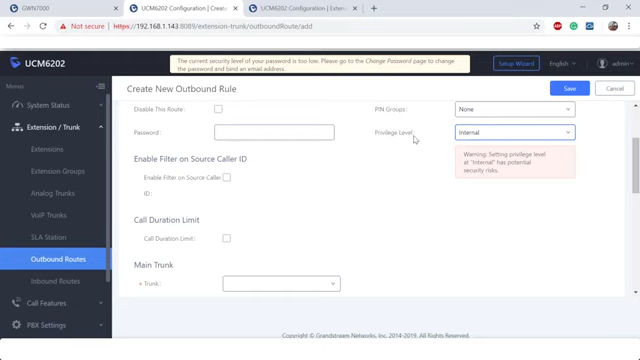 GWN7000
UCM6202 Configuration | Create
UCM6202 Configuration | Extensi
Not secure | https://192.168.1.143:8089/extension-trunk/outboundRoute/add
UCM6202
The current security level of your password is too low. Please go to the Change Password page to change
the password and bind an email address.
Setup Wizard
English
admin
Menus
Create New Outbound Rule
Save
Cancel
System Status
Extension / Trunk
Extensions
Extension Groups
Analog Trunks
VoIP Trunks
SLA Station
Outbound Routes
Inbound Routes
Call Features
PBX Settings
Disable This Route :
PIN Groups :
None
Password :
Privilege Level :
Internal
Warning: Setting privilege level
at "Internal" has potential
security risks.
Enable Filter on Source Caller ID
Enable Filter on Source Caller
ID :
Call Duration Limit
Call Duration Limit :
Main Trunk
* Trunk :
Copyright © Grandstream Networks, Inc. 2014-2019. All